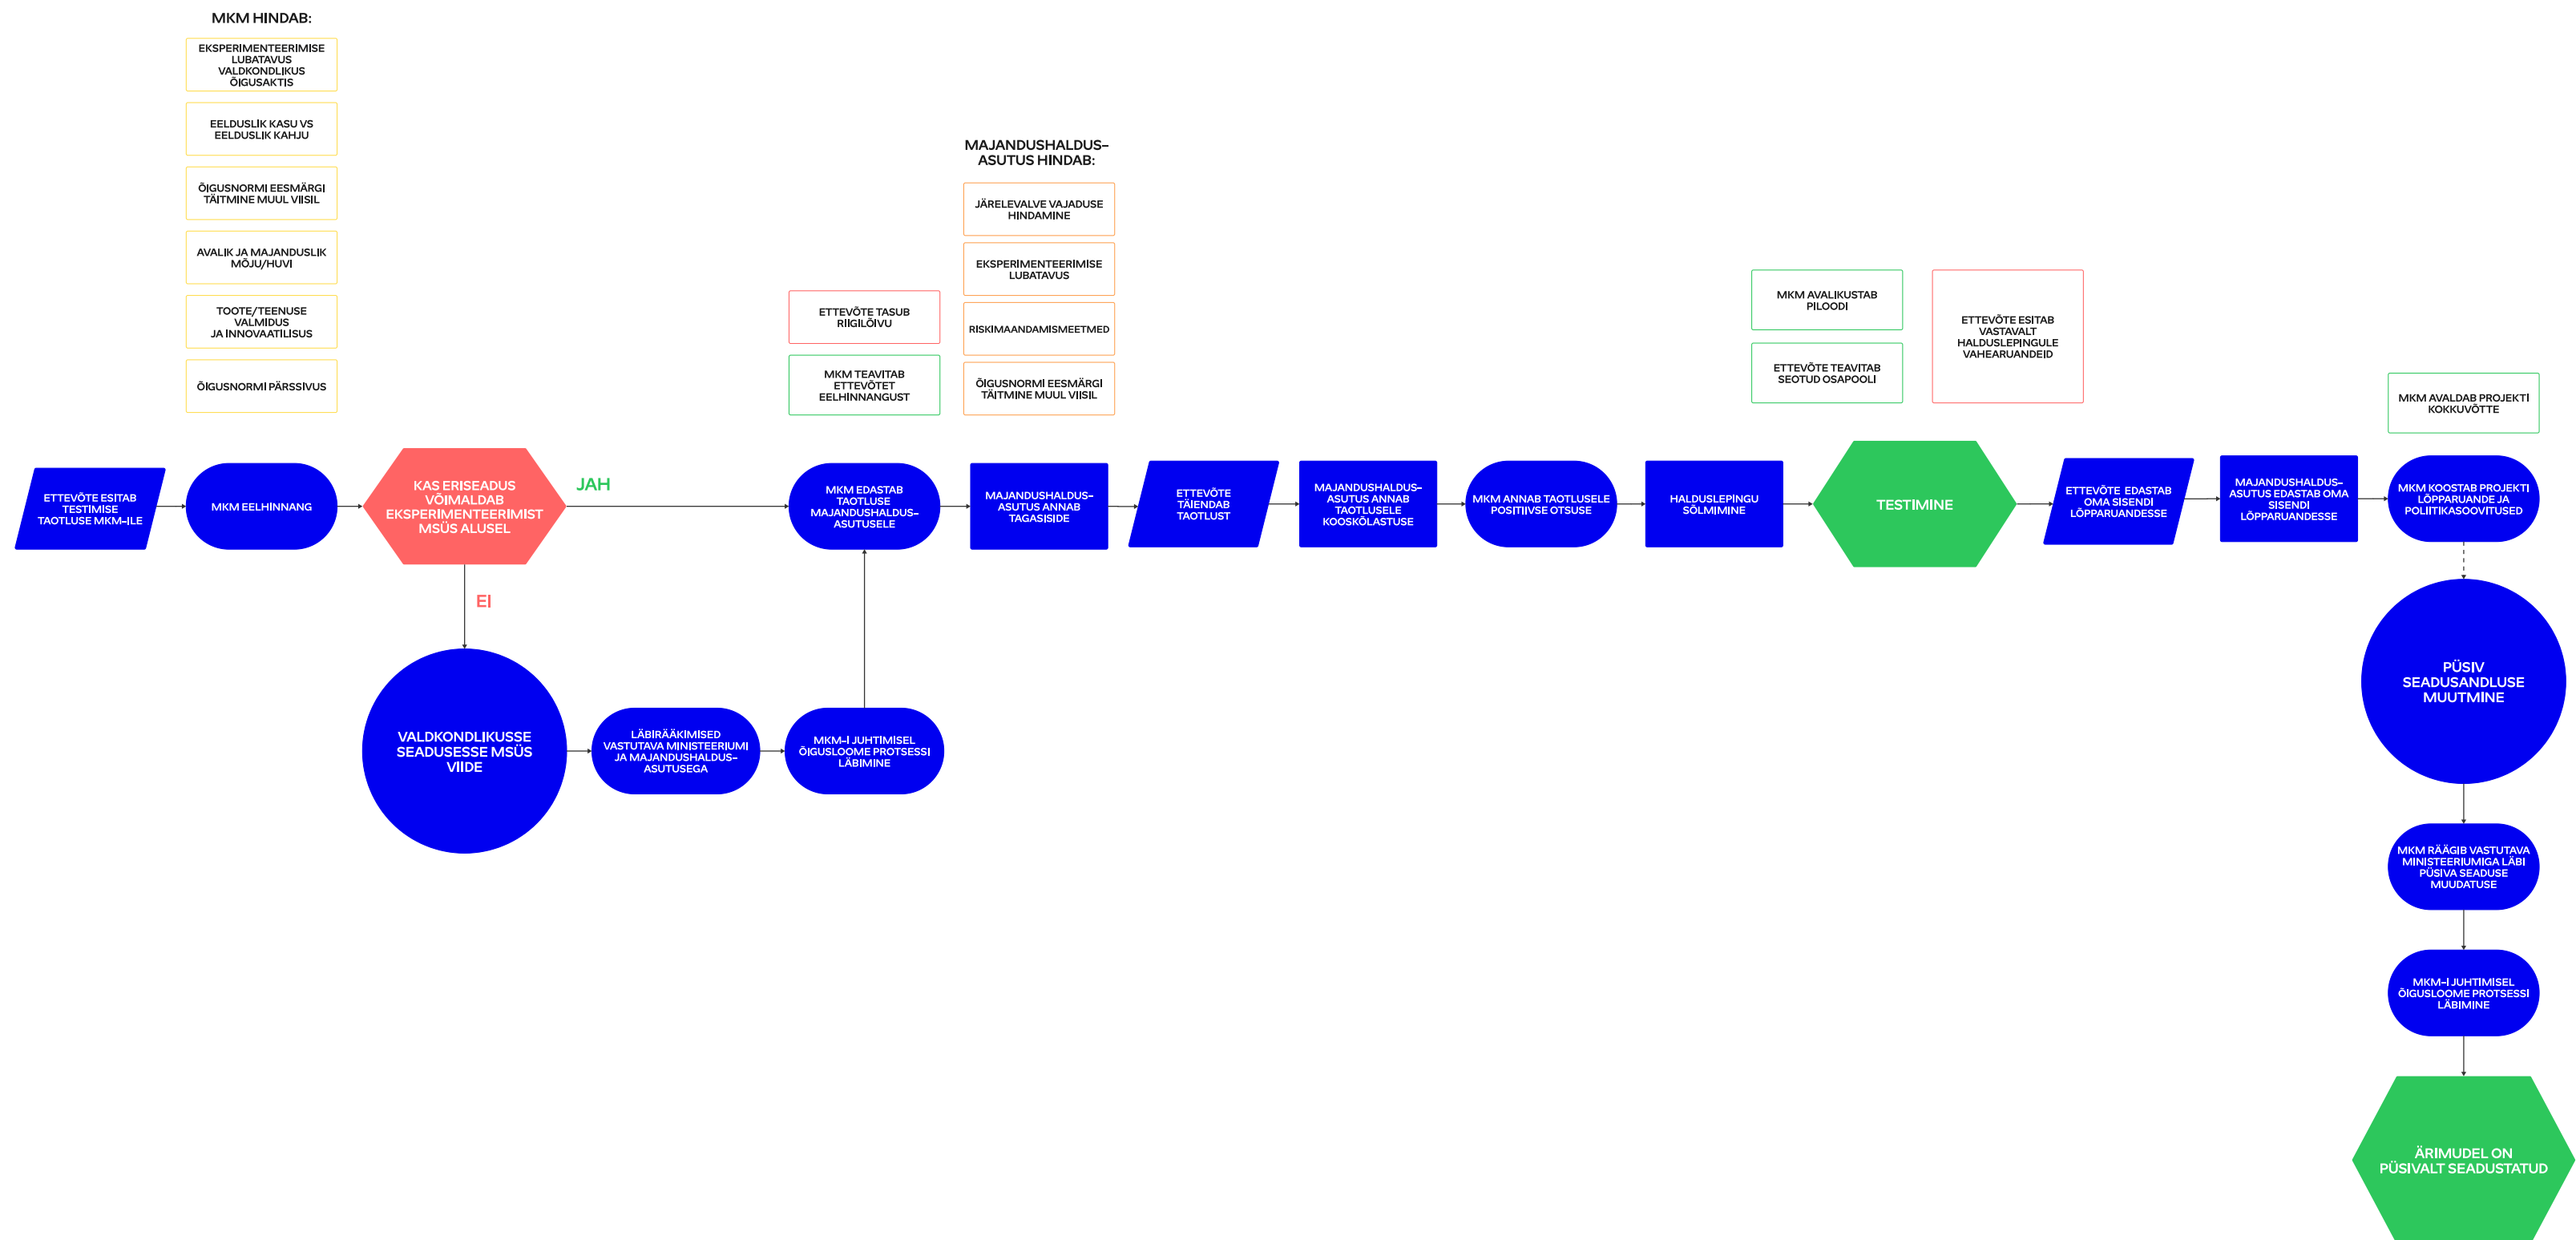 MKM HINDAB:
EKSPERIMENTEERIMISE
LUBATAVUS
VALDKONDLIKUS
ÕIGUSAKTIS
EELDUSLIK KASU VS
EELDUSLIK KAHJU
ÕIGUSNORMI EESMÄRGI
TÄITMINE MUUL VIISIL
AVALIK JA MAJANDUSLIK
MÕJU/HUVI
TOOTE/TEENUSE
VALMIDUS
JA INNOVAATILISUS
ÕIGUSNORMI PÄRSSIVUS
ETTEVÕTE ESITAB
TESTIMISE
TAOTLUSE MKM-ILE
MKM EELHINNANG
KAS ERISEADUS
VÕIMALDAB
EKSPERIMENTEERIMIST
MSÜS ALUSEL
JAH
EI
VALDKONDLIKUSSE
SEADUSESSE MSÜS
VIIDE
LÄBIRÄÄKIMISED
VASTUTAVA MINISTEERIUMI
JA MAJANDUSHALDUS-
ASUTUSEGA
MKM-I JUHTIMISEL
ÕIGUSLOOME PROTSESSI
LÄBIMINE
ETTEVÕTE TASUB
RIIGILÕIVU
MKM TEAVITAB
ETTEVÕTET
EELHINNANGUST
MKM EDASTAB
TAOTLUSE
MAJANDUSHALDUS-
ASUTUSELE
MAJANDUSHALDUS-
ASUTUS HINDAB:
JÄRELEVALVE VAJADUSE
HINDAMINE
EKSPERIMENTEERIMISE
LUBATAVUS
RISKIMAANDAMISMEETMED
ÕIGUSNORMI EESMÄRGI
TÄITMINE MUUL VIISIL
MAJANDUSHALDUS-
ASUTUS ANNAB
TAGASISIDE
ETTEVÕTE
TÄIENDAB
TAOTLUST
MAJANDUSHALDUS-
ASUTUS ANNAB
TAOTLUSELE
KOOSKÕLASTUSE
MKM ANNAB TAOTLUSELE
POSITIIVSE OTSUSE
HALDUSLEPINGU
SÕLMIMINE
MKM AVALIKUSTAB
PILOODI
ETTEVÕTE TEAVITAB
SEOTUD OSAPOOLI
ETTEVÕTE ESITAB
VASTAVALT
HALDUSLEPINGULE
VAHEARUANDEID
TESTIMINE
ETTEVÕTE EDASTAB
OMA SISENDI
LÕPPARUANDESSE
MAJANDUSHALDUS-
ASUTUS EDASTAB OMA
SISENDI
LÕPPARUANDESSE
MKM AVALDAB PROJEKTI
KOKKUVÕTTE
MKM KOOSTAB PROJEKTI
LÕPPARUANDE JA
POLIITIKASOOVITUSED
PÜSIV
SEADUSANDLUSE
MUUTMINE
MKM RÄÄGIB VASTUTAVA
MINISTEERIUMIGA LÄBI
PÜSIVA SEADUSE
MUUDATUSE
MKM-I JUHTIMISEL
ÕIGUSLOOME PROTSESSI
LÄBIMINE
ÄRIMUDEL ON
PÜSIVALT SEADUSTATUD